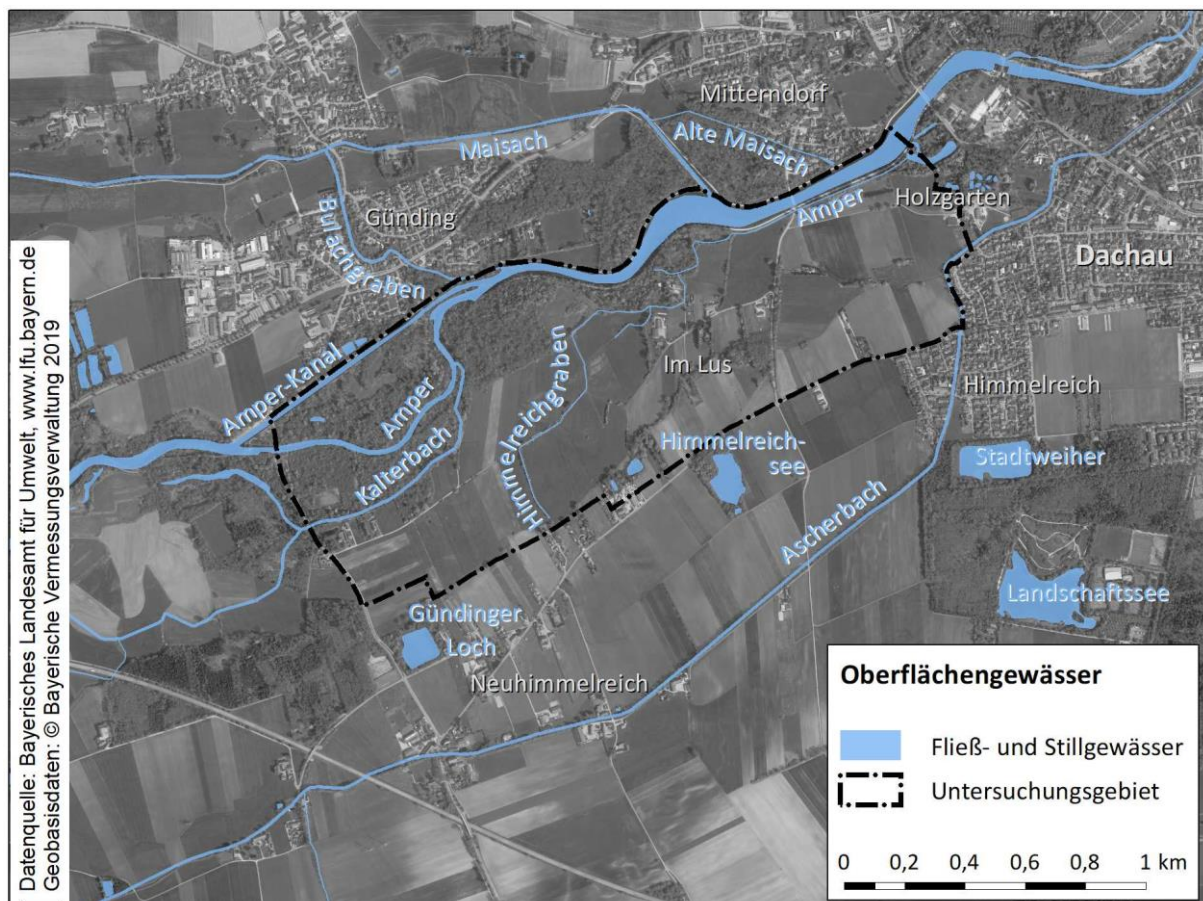 Mitterndorf
Maisach
Alte Maisach
Günding
Bulachgraben
Amper
Holzgarten
Dachau
Amper-Kanal
Amper
Kalterbach
Himmelreichgraben
Im Lus
Himmelreich
Himmelreich-
see
Stadtweiher
Ascherbach
Landschaftssee
Gündinger
Loch
Neuhimmelreich
Datenquelle: Bayerisches Landesamt für Umwelt, www.lfu.bayern.de
Geobasisdaten: © Bayerische Vermessungsverwaltung 2019
Oberflächengewässer
Fließ- und Stillgewässer
Untersuchungsgebiet
0 0,2 0,4 0,6 0,8 1 km